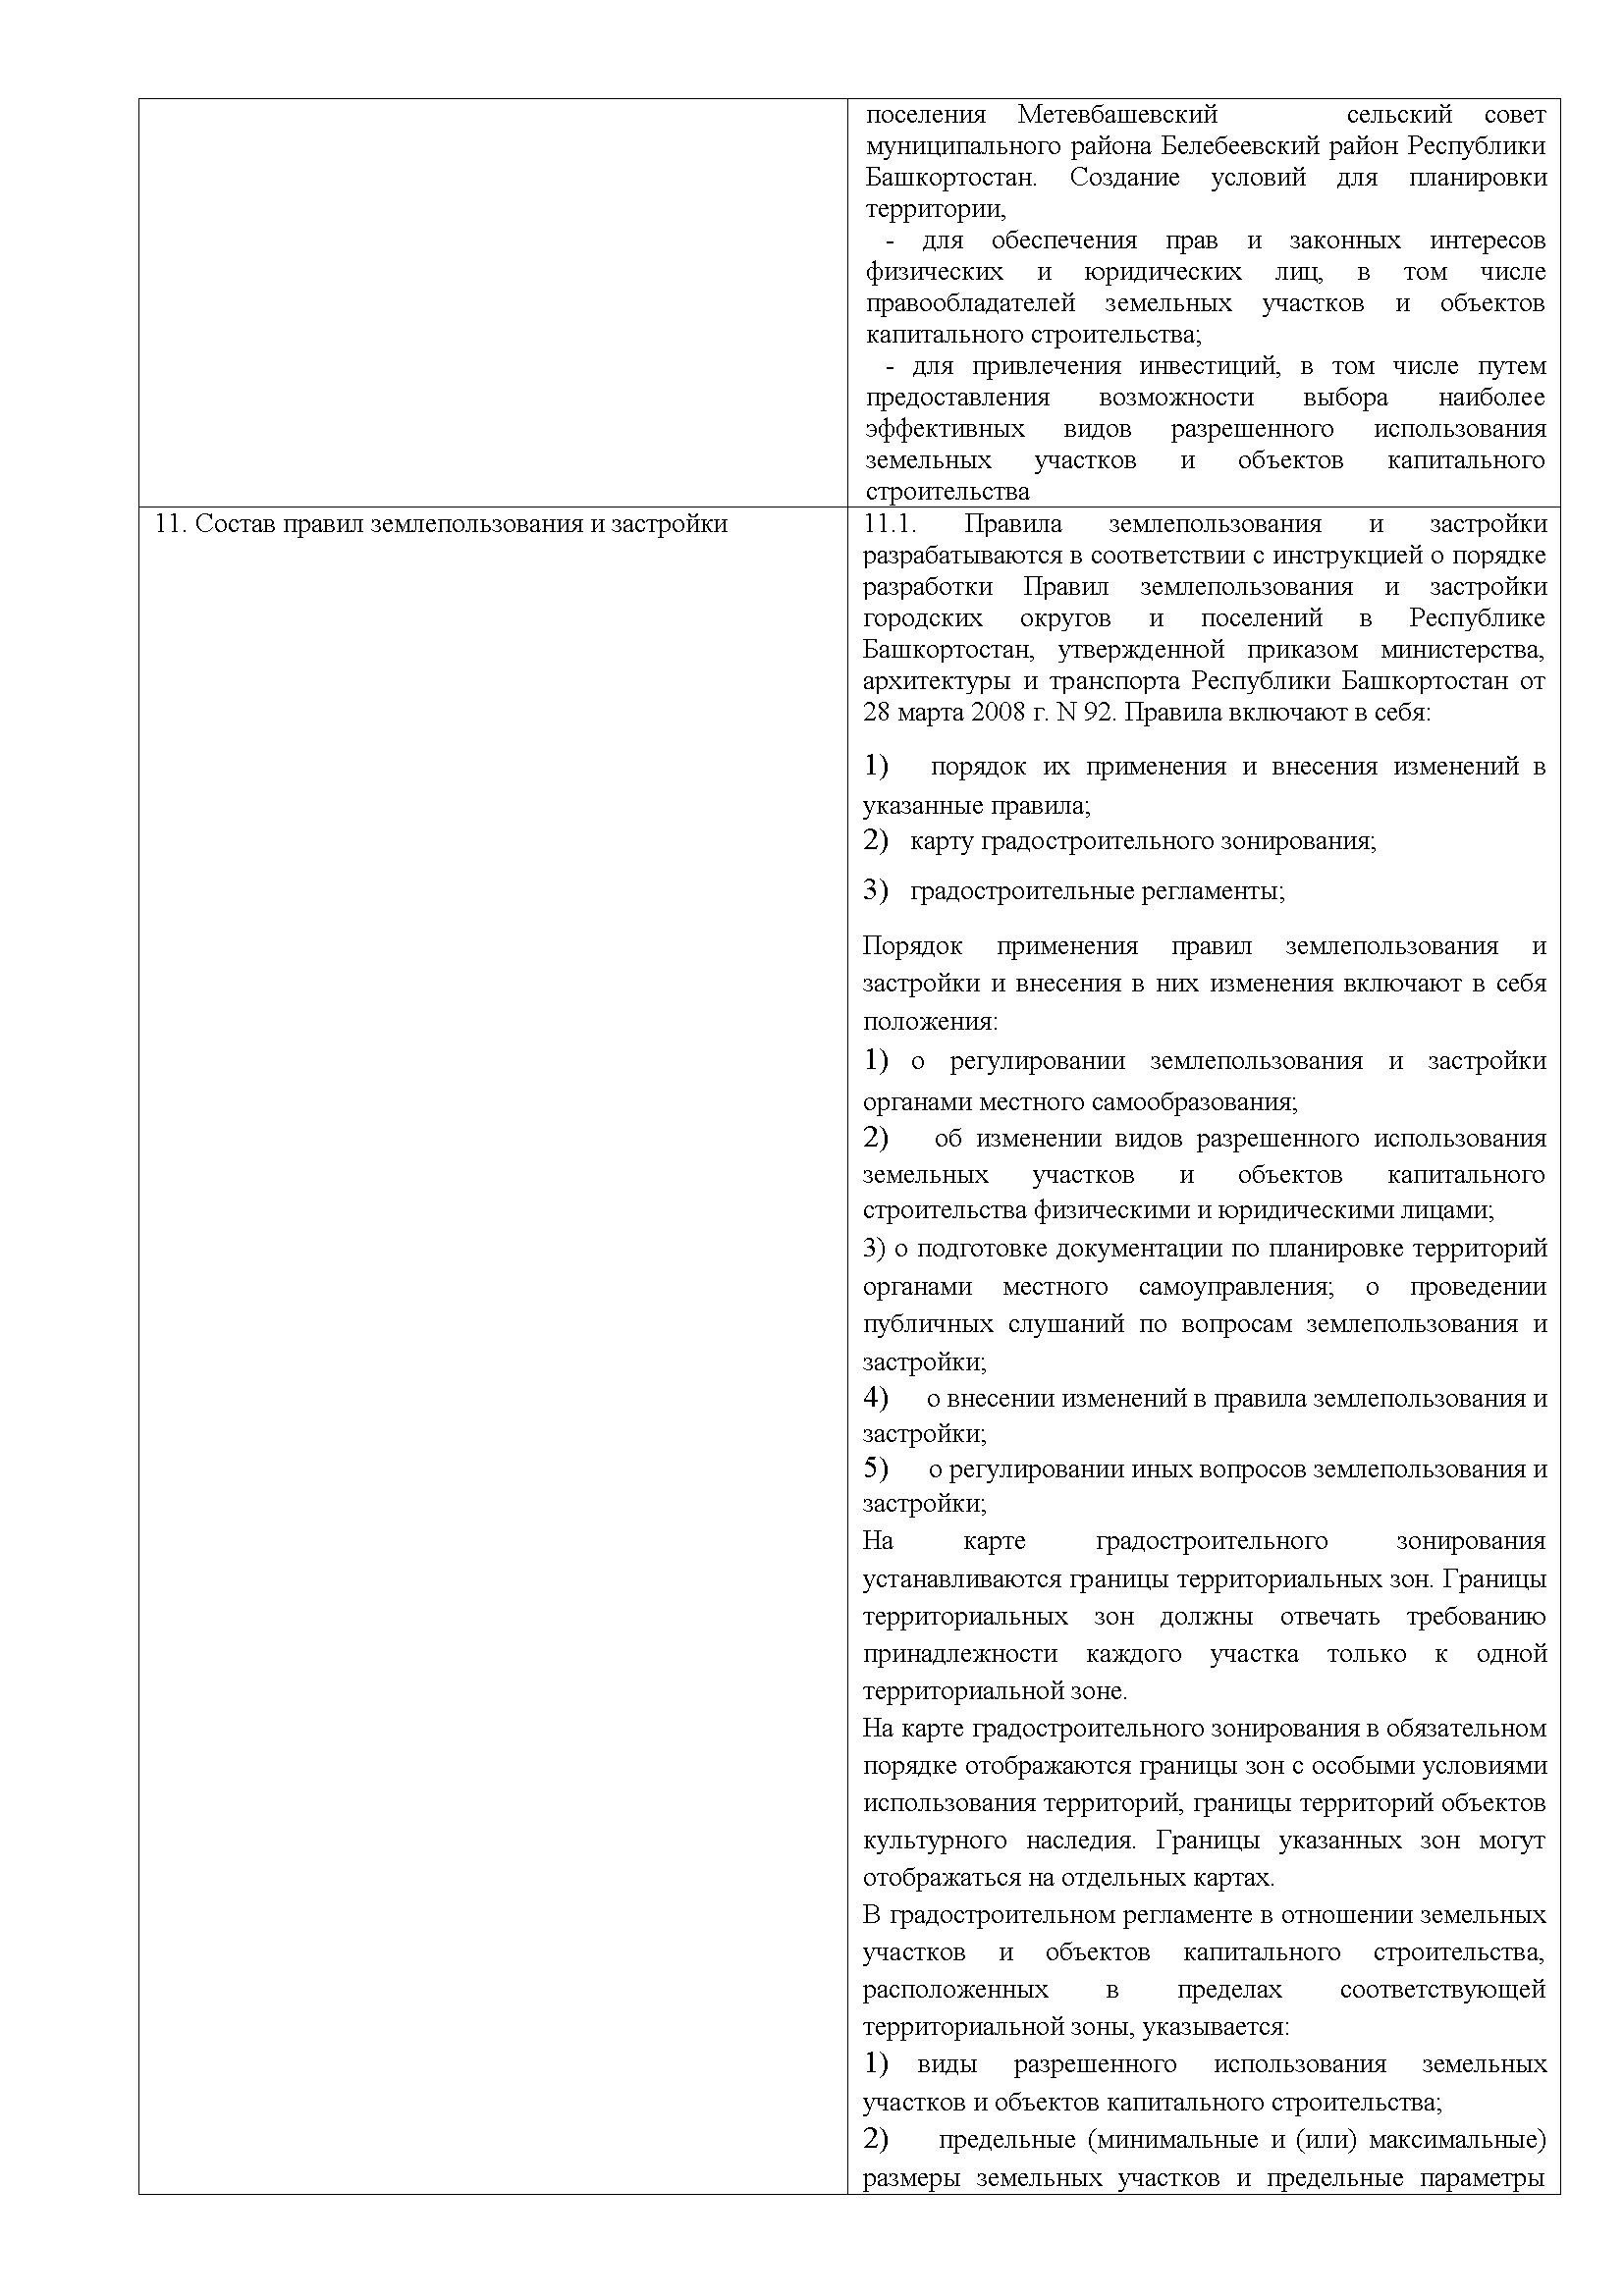 поселения Метевбашевский сельский совет
муниципального района Белебеевский район Республики
Башкортостан. Создание условий для планировки
территории,
- для обеспечения прав и законных интересов
физических и юридических лиц, в том числе
правообладателей земельных участков и объектов
капитального строительства;
- для привлечения инвестиций, в том числе путем
предоставления возможности выбора наиболее
эффективных видов разрешенного использования
земельных участков и объектов капитального
строительства
11. Состав правил землепользования и застройки
11.1. Правила землепользования и застройки
разрабатываются в соответствии с инструкцией о порядке
разработки Правил землепользования и застройки
городских округов и поселений в Республике
Башкортостан, утвержденной приказом министерства,
архитектуры и транспорта Республики Башкортостан от
28 марта 2008 г. N 92. Правила включают в себя:
1) порядок их применения и внесения изменений в
указанные правила;
2) карту градостроительного зонирования;
3) градостроительные регламенты;
Порядок применения правил землепользования и
застройки и внесения в них изменения включают в себя
положения:
1) о регулировании землепользования и застройки
органами местного самообразования;
2) об изменении видов разрешенного использования
земельных участков и объектов капитального
строительства физическими и юридическими лицами;
3) о подготовке документации по планировке территорий
органами местного самоуправления; о проведении
публичных слушаний по вопросам землепользования и
застройки;
4) о внесении изменений в правила землепользования и
застройки;
5) о регулировании иных вопросов землепользования и
застройки;
На карте градостроительного зонирования
устанавливаются границы территориальных зон. Границы
территориальных зон должны отвечать требованию
принадлежности каждого участка только к одной
территориальной зоне.
На карте градостроительного зонирования в обязательном
порядке отображаются границы зон с особыми условиями
использования территорий, границы территорий объектов
культурного наследия. Границы указанных зон могут
отображаться на отдельных картах.
В градостроительном регламенте в отношении земельных
участков и объектов капитального строительства,
расположенных в пределах соответствующей
территориальной зоны, указывается:
1) виды разрешенного использования земельных
участков и объектов капитального строительства;
2) предельные (минимальные и (или) максимальные)
размеры земельных участков и предельные параметры